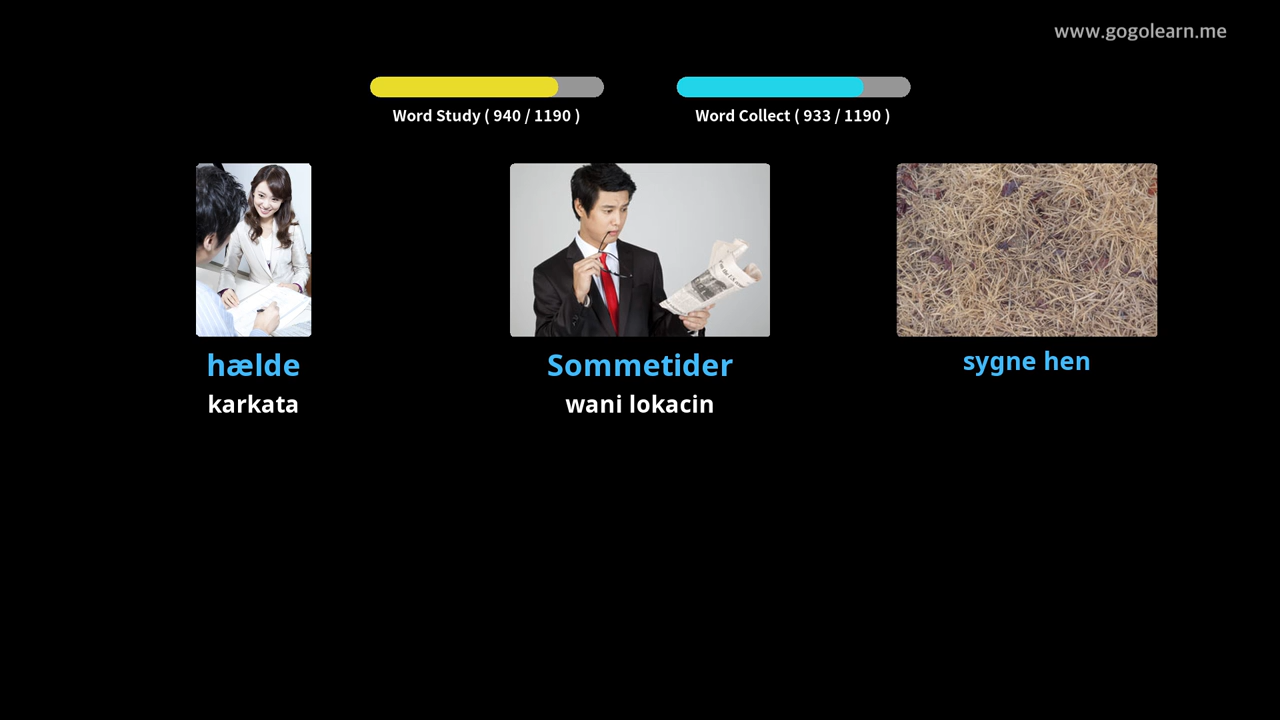 www.gogolearn.me
Word Study ( 940 / 1190 )
Word Collect ( 933 / 1190 )
hælde
karkata
Sommetider
wani lokacin
sygne hen